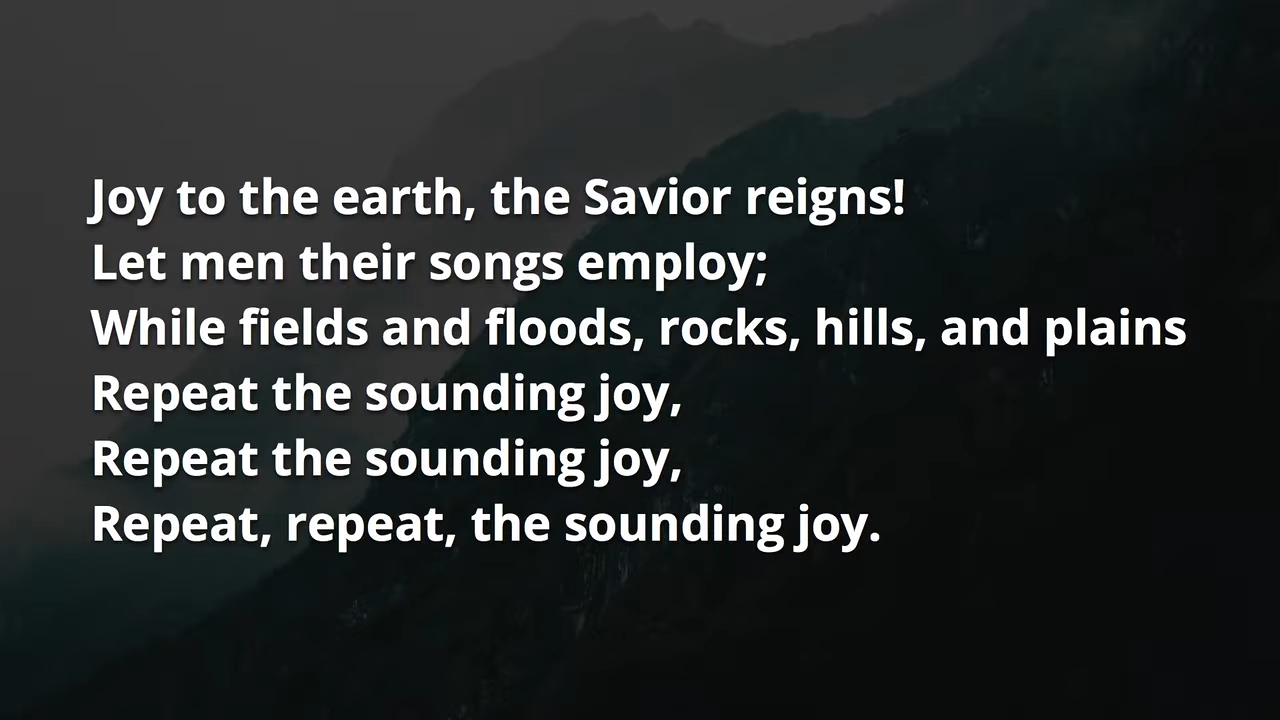 Joy to the earth, the Savior reigns!
Let men their songs employ;
While fields and floods, rocks, hills, and plains
Repeat the sounding joy,
Repeat the sounding joy,
Repeat, repeat, the sounding joy.